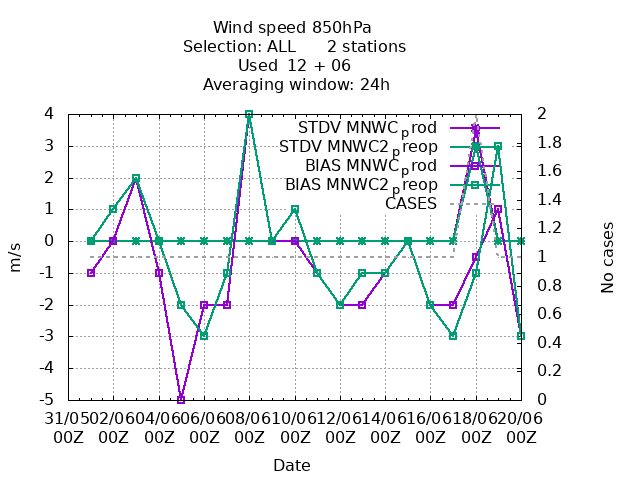 Wind speed 850hPa
Selection: ALL      2 stations
Used  12 + 06
Averaging window: 24h
STDV MNWCprod
STDV MNWC2preop
BIAS MNWCprod
BIAS MNWC2preop
CASES
4
3
2
1
0
-1
-2
-3
-4
-5
m/s
2
1.8
1.6
1.4
1.2
1
0.8
0.6
0.4
0.2
0
No cases
31/05 02/06 04/06 06/06 08/06 10/06 12/06 14/06 16/06 18/06 20/06
00Z 00Z 00Z 00Z 00Z 00Z 00Z 00Z 00Z 00Z 00Z
Date